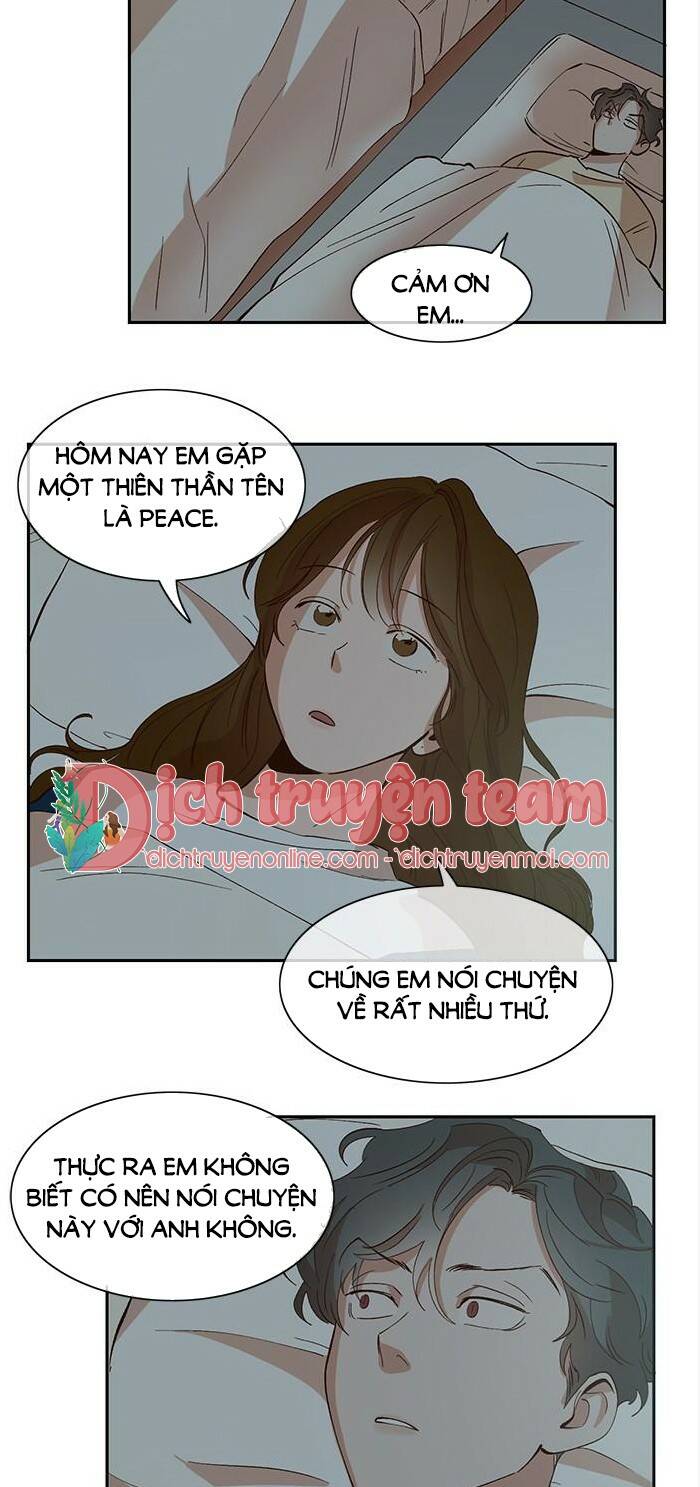 CẢM ƠN
EM...
HÔM NAY EM GẶP
MỘT THIÊN THẦN TÊN
LÀ PEACE.
Dịch truyện team
dichtruyenonline.com - dichtruyenmoi.com
CHÚNG EM NÓI CHUYỆN
VỀ RẤT NHIỀU THỨ.
THỰC RA EM KHÔNG
BIẾT CÓ NÊN NÓI CHUYỆN
NÀY VỚI ANH KHÔNG.